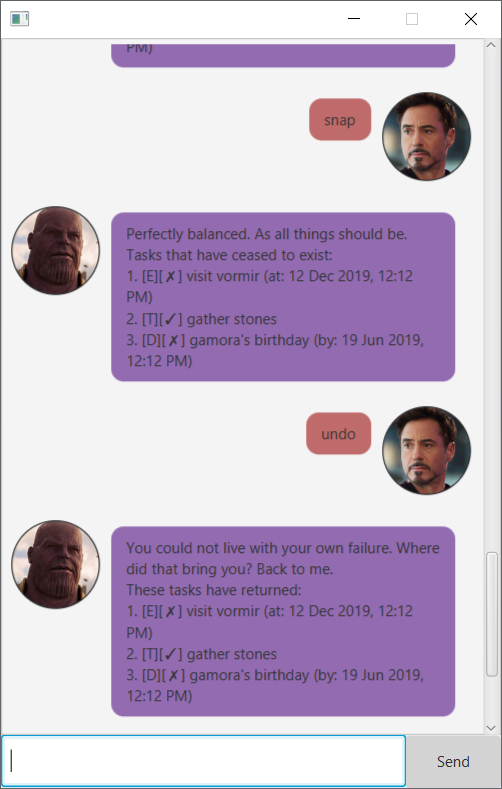 PM)
snap
Perfectly balanced. As all things should be.
Tasks that have ceased to exist:
1. [E][✗] visit vormir (at: 12 Dec 2019, 12:12
PM)
2. [T][✓] gather stones
3. [D][✗] gamora's birthday (by: 19 Jun 2019,
12:12 PM)
undo
You could not live with your own failure. Where
did that bring you? Back to me.
These tasks have returned:
1. [E][✗] visit vormir (at: 12 Dec 2019, 12:12
PM)
2. [T][✓] gather stones
3. [D][✗] gamora's birthday (by: 19 Jun 2019,
12:12 PM)
Send